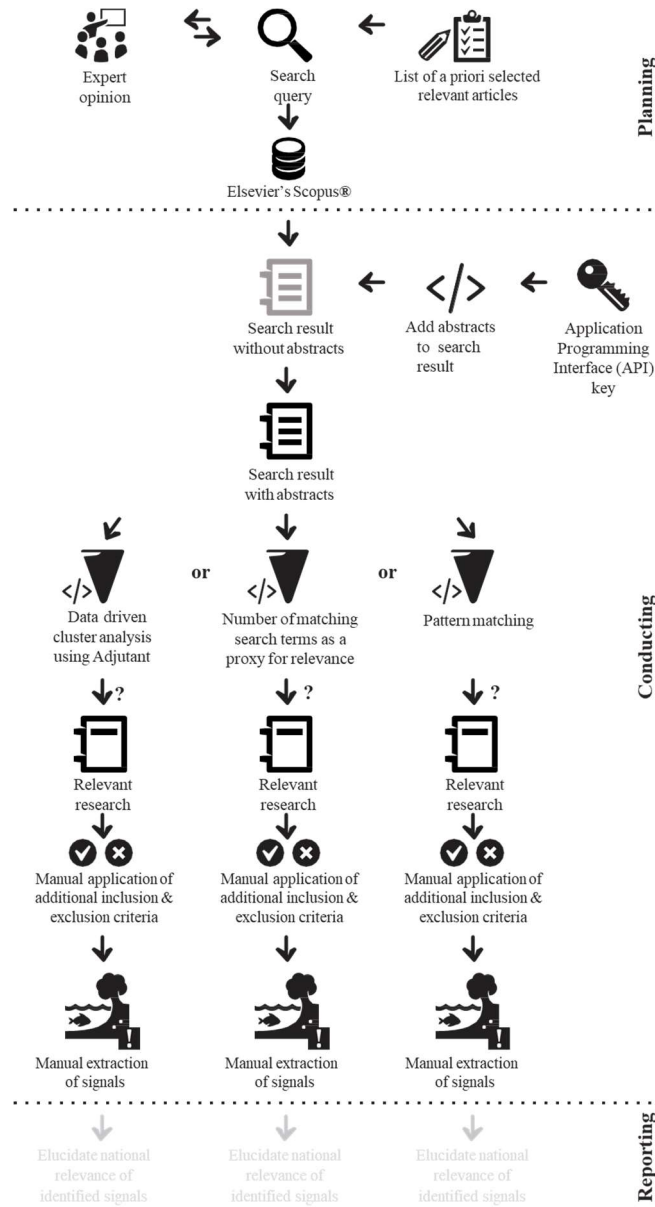 Expert
opinion
Search
query
List of a priori selected
relevant articles
Planning
Elsevier's Scopus®
Search result
without abstracts
Add abstracts
to search
result
Application
Programming
Interface (API)
key
Search result
with abstracts
</>
or
</>
or
</>
Data driven
cluster analysis
using Adjutant
Number of matching
search terms as a
proxy for relevance
Pattern matching
Conducting
?
?
?
Relevant
research
Relevant
research
Relevant
research
Manual application of
additional inclusion &
exclusion criteria
Manual application of
additional inclusion &
exclusion criteria
Manual application of
additional inclusion &
exclusion criteria
Manual extraction
of signals
Manual extraction
of signals
Manual extraction
of signals
Elucidate national
relevance of
identified signals
Elucidate national
relevance of
identified signals
Elucidate national
relevance of
identified signals
Reporting